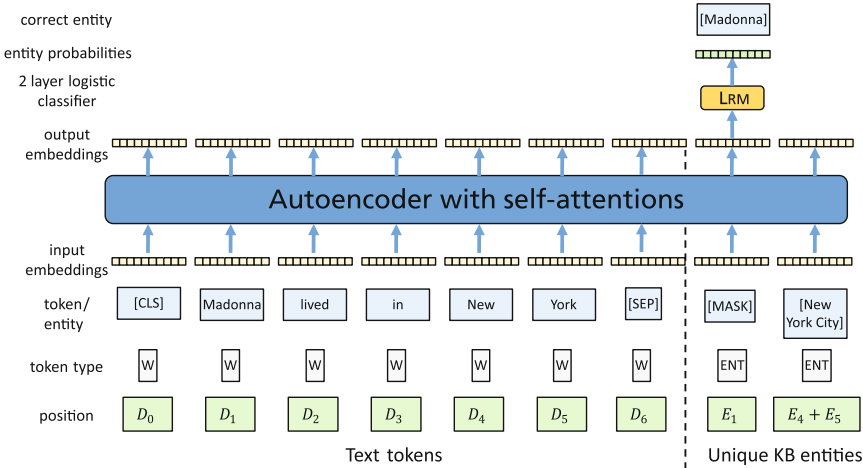 correct entity
[Madonna]
entity probabilities
2 layer logistic
classifier
LRM
output
embeddings
Autoencoder with self-attentions
input
embeddings
token/
entity
[CLS] Madonna lived in New York [SEP] [MASK] [New
York City]
token type W W W W W W W ENT ENT
position D₀ D₁ D₂ D₃ D₄ D₅ D₆ E₁ E₄ + E₅
Text tokens Unique KB entities